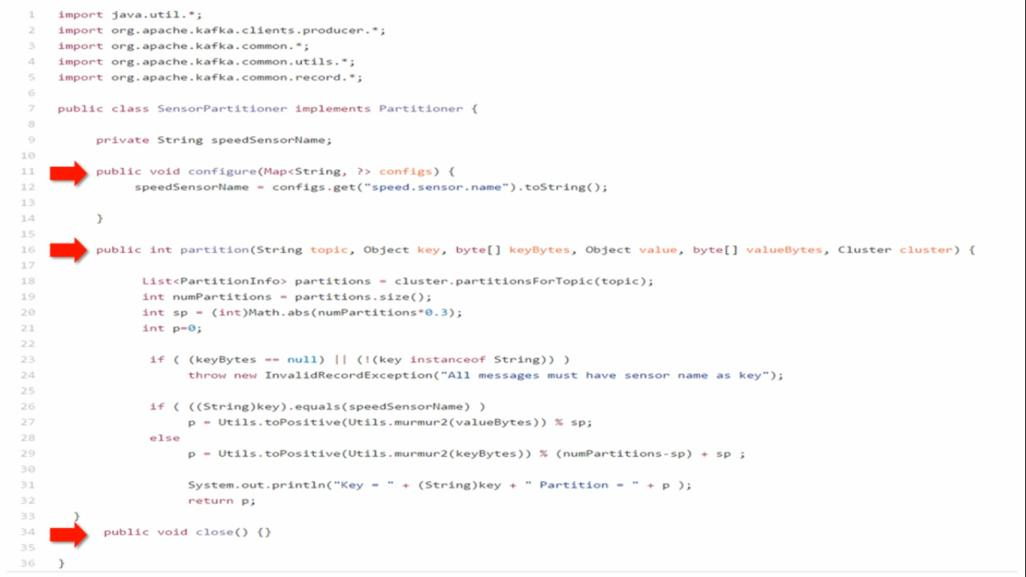 1 import java.util.*;
2 import org.apache.kafka.clients.producer.*;
3 import org.apache.kafka.common.*;
4 import org.apache.kafka.common.utils.*;
5 import org.apache.kafka.common.record.*;
6
7 public class SensorPartitioner implements Partitioner {
8
9 private String speedSensorName;
10
11 public void configure(Map<String, ?> configs) {
12 speedSensorName = configs.get("speed.sensor.name").toString();
13
14 }
15
16 public int partition(String topic, Object key, byte[] keyBytes, Object value, byte[] valueBytes, Cluster cluster) {
17
18 List<PartitionInfo> partitions = cluster.partitionsForTopic(topic);
19 int numPartitions = partitions.size();
20 int sp = (int)Math.abs(numPartitions*0.3);
21 int p=0;
22
23 if ( (keyBytes == null) || (!(key instanceof String)) )
24 throw new InvalidRecordException("All messages must have sensor name as key");
25
26 if ( ((String)key).equals(speedSensorName) )
27 p = Utils.toPositive(Utils.murmur2(valueBytes)) % sp;
28 else
29 p = Utils.toPositive(Utils.murmur2(keyBytes)) % (numPartitions-sp) + sp ;
30
31 System.out.println("Key = " + (String)key + " Partition = " + p );
32 return p;
33 }
34 public void close() {}
35
36 }